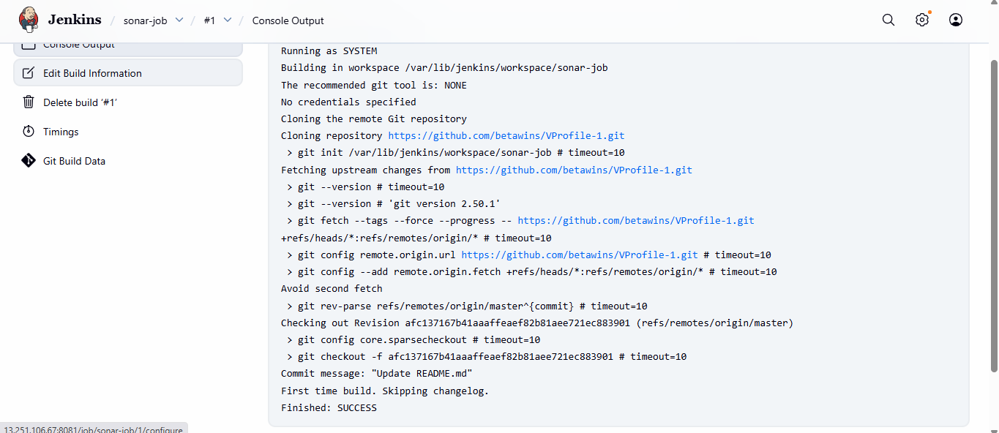 Jenkins / sonar-job / #1 / Console Output
Console Output
Edit Build Information
Delete build ‘#1’
Timings
Git Build Data
Running as SYSTEM
Building in workspace /var/lib/jenkins/workspace/sonar-job
The recommended git tool is: NONE
No credentials specified
Cloning the remote Git repository
Cloning repository https://github.com/betawins/VProfile-1.git
> git init /var/lib/jenkins/workspace/sonar-job # timeout=10
Fetching upstream changes from https://github.com/betawins/VProfile-1.git
> git --version # timeout=10
> git --version # 'git version 2.50.1'
> git fetch --tags --force --progress -- https://github.com/betawins/VProfile-1.git
+refs/heads/*:refs/remotes/origin/* # timeout=10
> git config remote.origin.url https://github.com/betawins/VProfile-1.git # timeout=10
> git config --add remote.origin.fetch +refs/heads/*:refs/remotes/origin/* # timeout=10
Avoid second fetch
> git rev-parse refs/remotes/origin/master^{commit} # timeout=10
Checking out Revision afc137167b41aaaffeaef82b81aee721ec883901 (refs/remotes/origin/master)
> git config core.sparsecheckout # timeout=10
> git checkout -f afc137167b41aaaffeaef82b81aee721ec883901 # timeout=10
Commit message: "Update README.md"
First time build. Skipping changelog.
Finished: SUCCESS
13.251.106.67:8081/job/sonar-job/1/configure